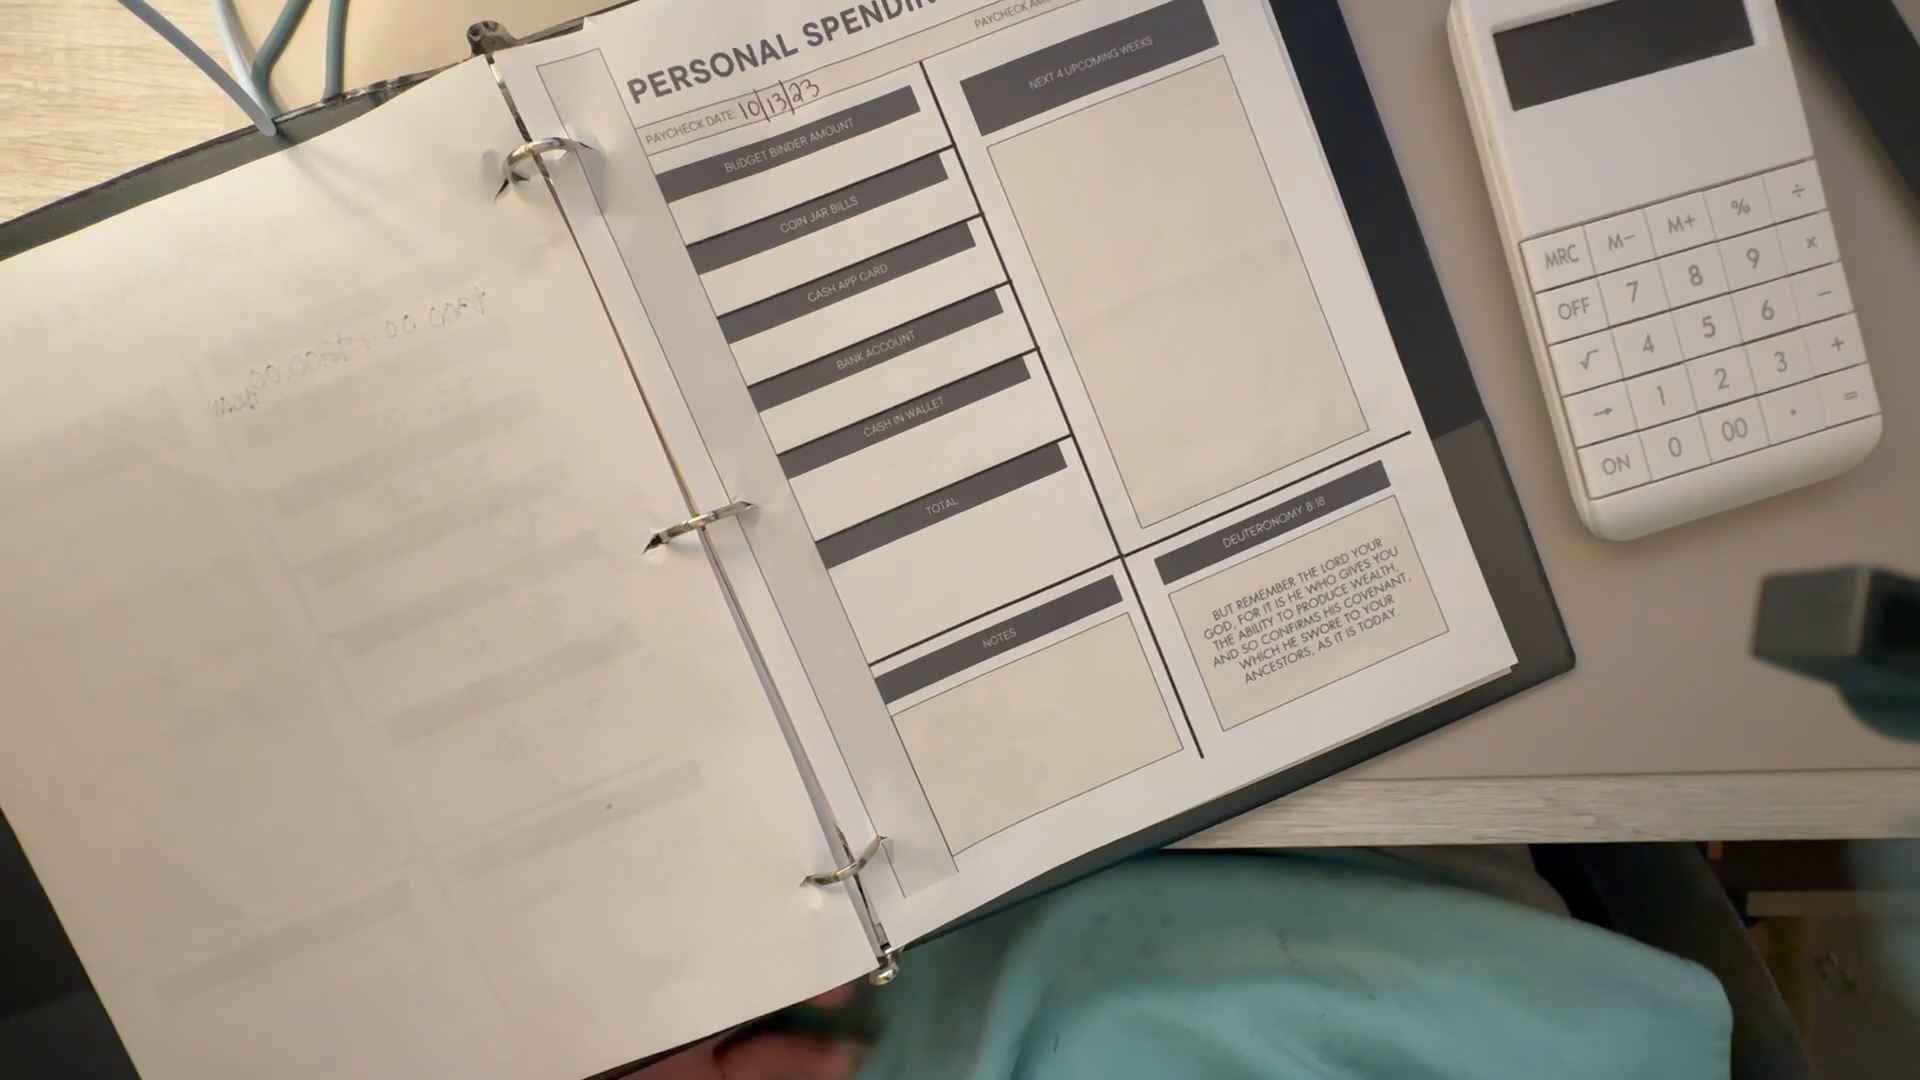 PERSONAL SPENDIN
PAYCHECK DATE: 10/13/23
PAYCHECK
BUDGET BINDER AMOUNT
COIN JAR BILLS
CASH APP CARD
BANK ACCOUNT
CASH IN WALLET
TOTAL
NOTES
NEXT 4 UPCOMING WEEKS
DEUTERONOMY 8:18
BUT REMEMBER THE LORD YOUR
GOD, FOR IT IS HE WHO GIVES YOU
THE ABILITY TO PRODUCE WEALTH,
AND SO CONFIRMS HIS COVENANT,
WHICH HE SWORE TO YOUR
ANCESTORS, AS IT IS TODAY.
MRC M− M+ % ÷
OFF 7 8 9 ×
√ 4 5 6 −
→ 1 2 3 +
ON 0 00 . =